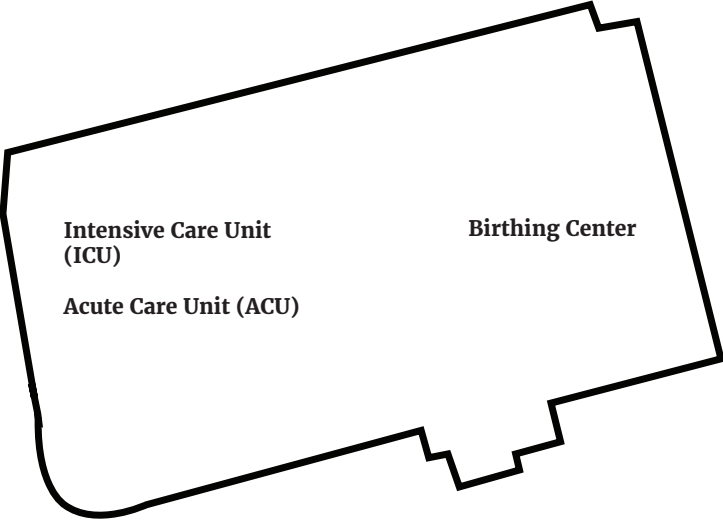 Intensive Care Unit
(ICU)
Acute Care Unit (ACU)
Birthing Center